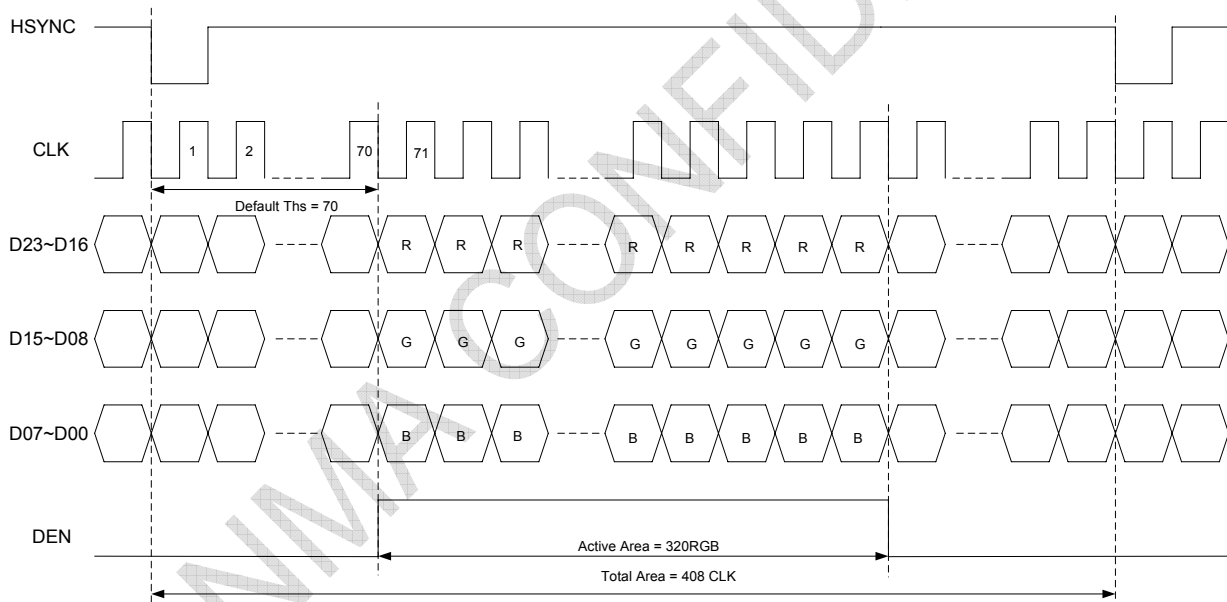 HSYNC
CLK
1 2 70 71
Default Ths = 70
D23~D16
R R R R R R R R
D15~D08
G G G G G G G G
D07~D00
B B B B B B B B
DEN
Active Area = 320RGB
Total Area = 408 CLK